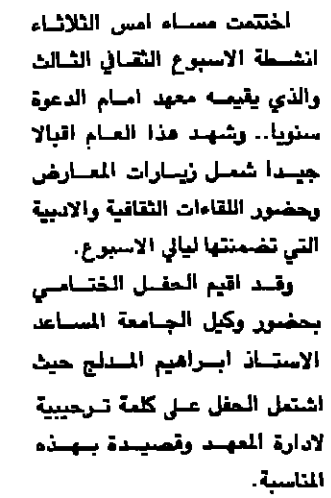 اختتمت مساء امس الثلاثاء
انشطة الاسبوع الثقافي الثالث
والذي يقيمه معهد امام الدعوة
سنويا.. وشهد هذا العام اقبالا
جيدا شمل زيارات المعارض
وحضور اللقاءات الثقافية والادبية
التي تضمنتها ليالي الاسبوع.
وقد اقيم الحفل الختامي
بحضور وكيل الجامعة المساعد
الاستاذ ابراهيم المدلج حيث
اشتمل الحفل على كلمة ترحيبية
لادارة المعهد وقصيدة بهذه
المناسبة.